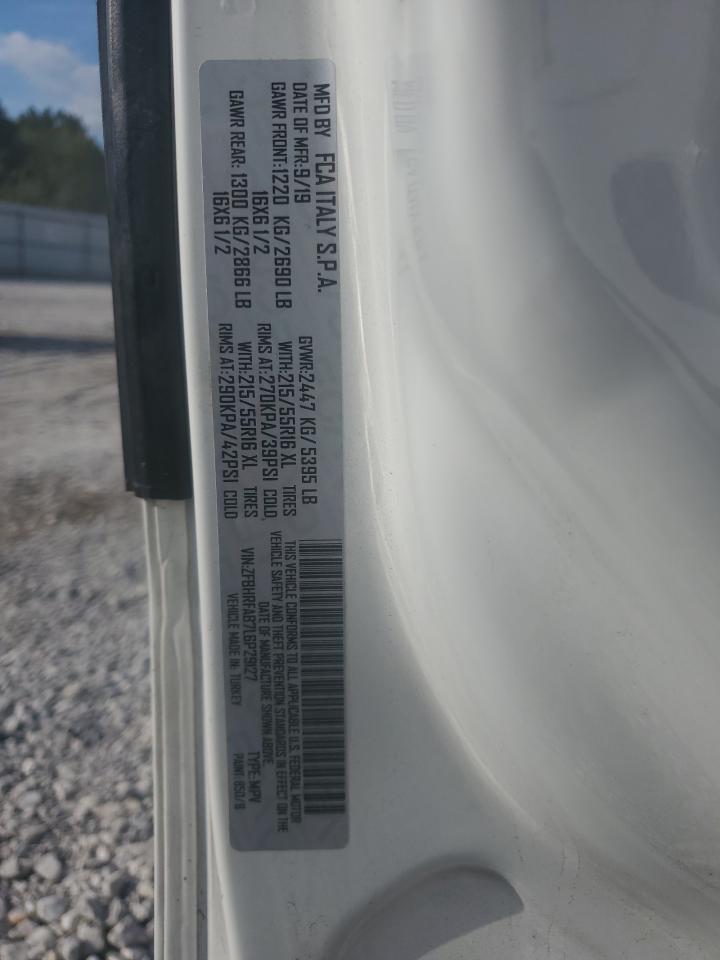 MFD BY FCA ITALY S.P.A.
DATE OF MFR:9/19 GVWR:2447 KG/5395 LB
GAWR FRONT:1220 KG/2690 LB WITH:215/55R16 XL TIRES
16X6 1/2 RIMS AT:270KPA/39PSI COLD
GAWR REAR: 1300 KG/2866 LB WITH:215/55R16 XL TIRES
16X6 1/2 RIMS AT:290KPA/42PSI COLD
THIS VEHICLE CONFORMS TO ALL APPLICABLE U.S. FEDERAL MOTOR
VEHICLE SAFETY AND THEFT PREVENTION STANDARDS IN EFFECT ON THE
DATE OF MANUFACTURE SHOWN ABOVE.
VIN:ZFBHRFAB7L6P29127 TYPE:MPV
VEHICLE MADE IN: TURKEY PAINT: 850/B